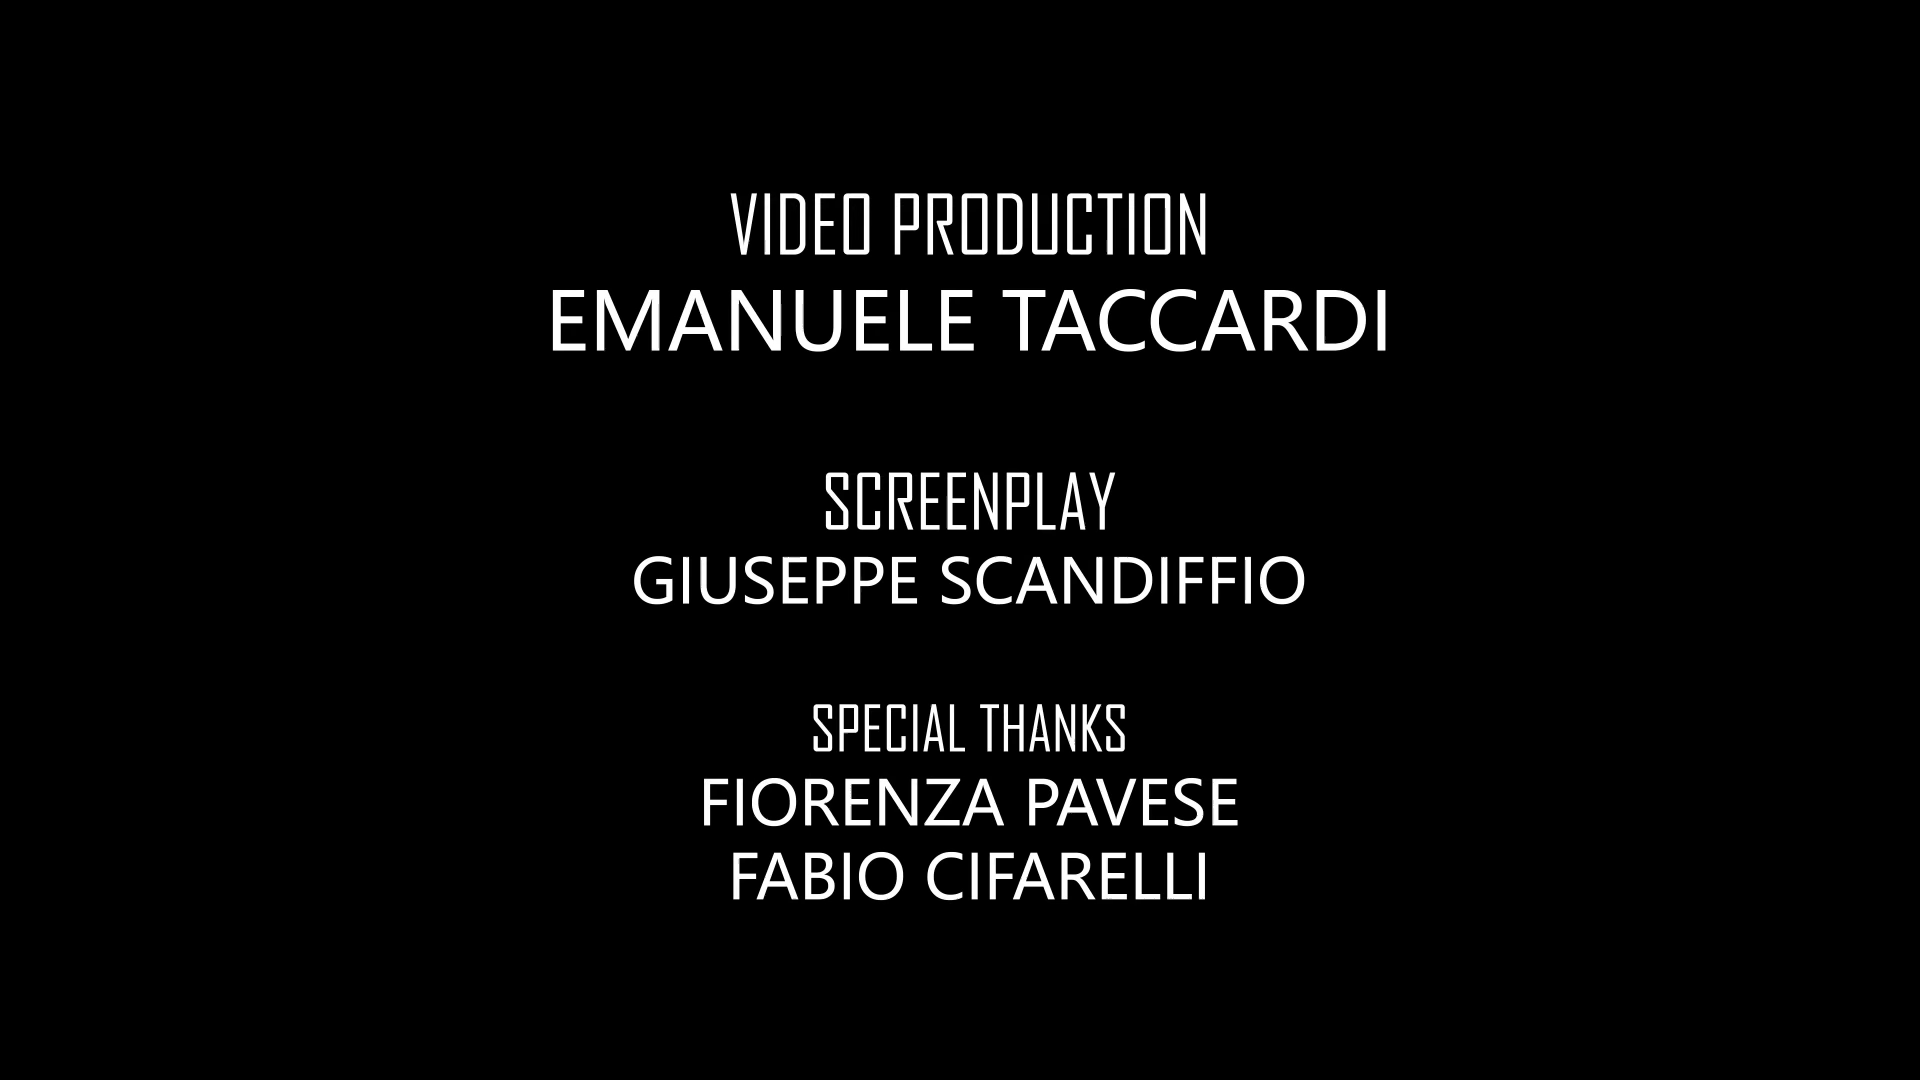 VIDEO PRODUCTION
EMANUELE TACCARDI
SCREENPLAY
GIUSEPPE SCANDIFFIO
SPECIAL THANKS
FIORENZA PAVESE
FABIO CIFARELLI